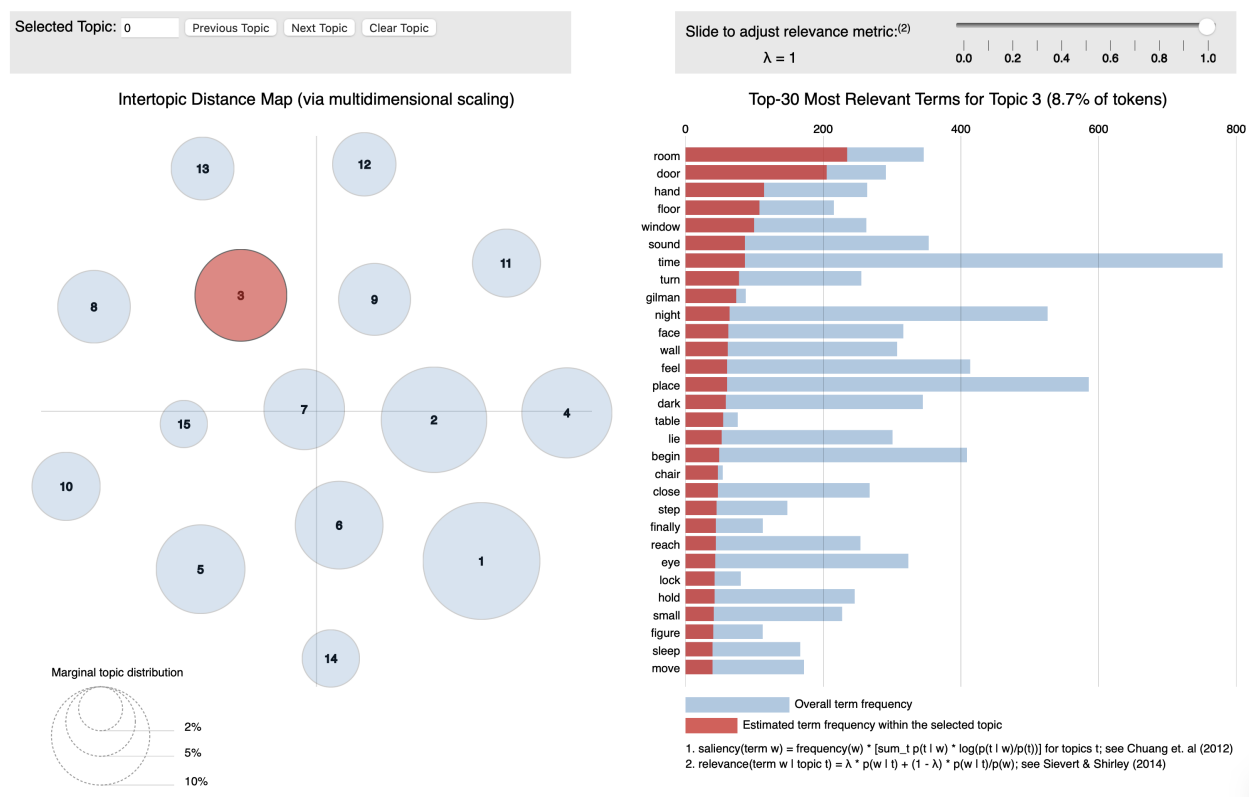 Selected Topic: 0 Previous Topic Next Topic Clear Topic
Slide to adjust relevance metric:(2)
λ = 1
0.0 0.2 0.4 0.6 0.8 1.0
Intertopic Distance Map (via multidimensional scaling)
13
12
11
3
9
8
7
2
4
15
10
6
1
5
14
Marginal topic distribution
2%
5%
10%
Top-30 Most Relevant Terms for Topic 3 (8.7% of tokens)
0 200 400 600 800
room
door
hand
floor
window
sound
time
turn
gilman
night
face
wall
feel
place
dark
table
lie
begin
chair
close
step
finally
reach
eye
lock
hold
small
figure
sleep
move
Overall term frequency
Estimated term frequency within the selected topic
1. saliency(term w) = frequency(w) * [sum_t p(t | w) * log(p(t | w)/p(t))] for topics t; see Chuang et. al (2012)
2. relevance(term w | topic t) = λ * p(w | t) + (1 - λ) * p(w | t)/p(w); see Sievert & Shirley (2014)